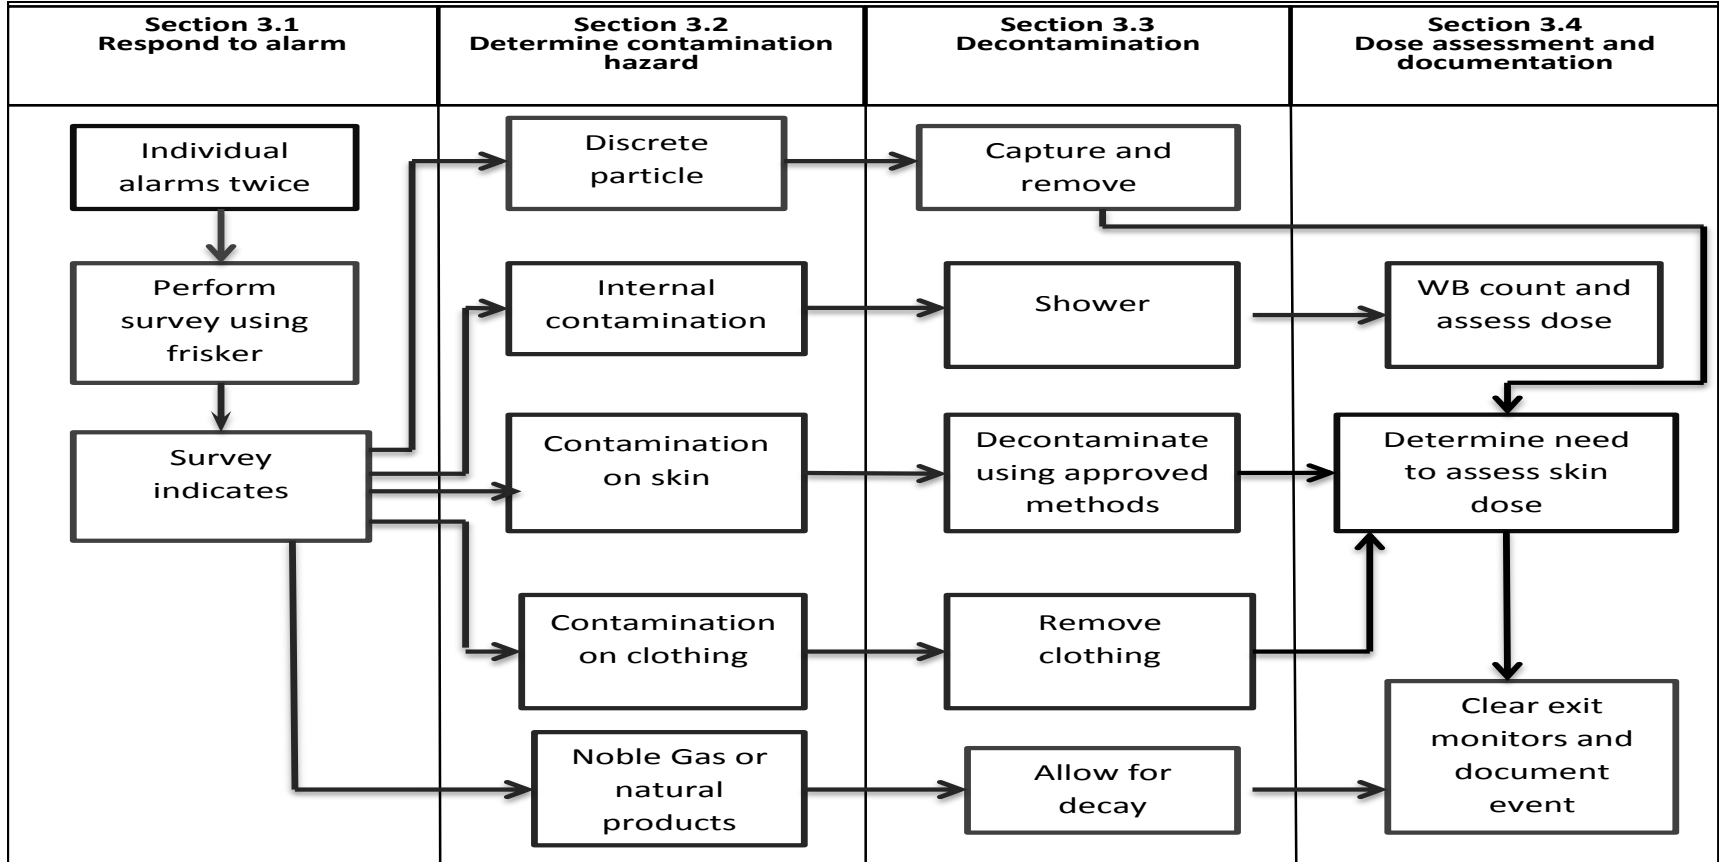 Section 3.1
Respond to alarm
Section 3.2
Determine contamination
hazard
Section 3.3
Decontamination
Section 3.4
Dose assessment and
documentation
Individual
alarms twice
Perform
survey using
frisker
Survey
indicates
Discrete
particle
Internal
contamination
Contamination
on skin
Contamination
on clothing
Noble Gas or
natural
products
Capture and
remove
Shower
Decontaminate
using approved
methods
Remove
clothing
Allow for
decay
WB count and
assess dose
Determine need
to assess skin
dose
Clear exit
monitors and
document
event